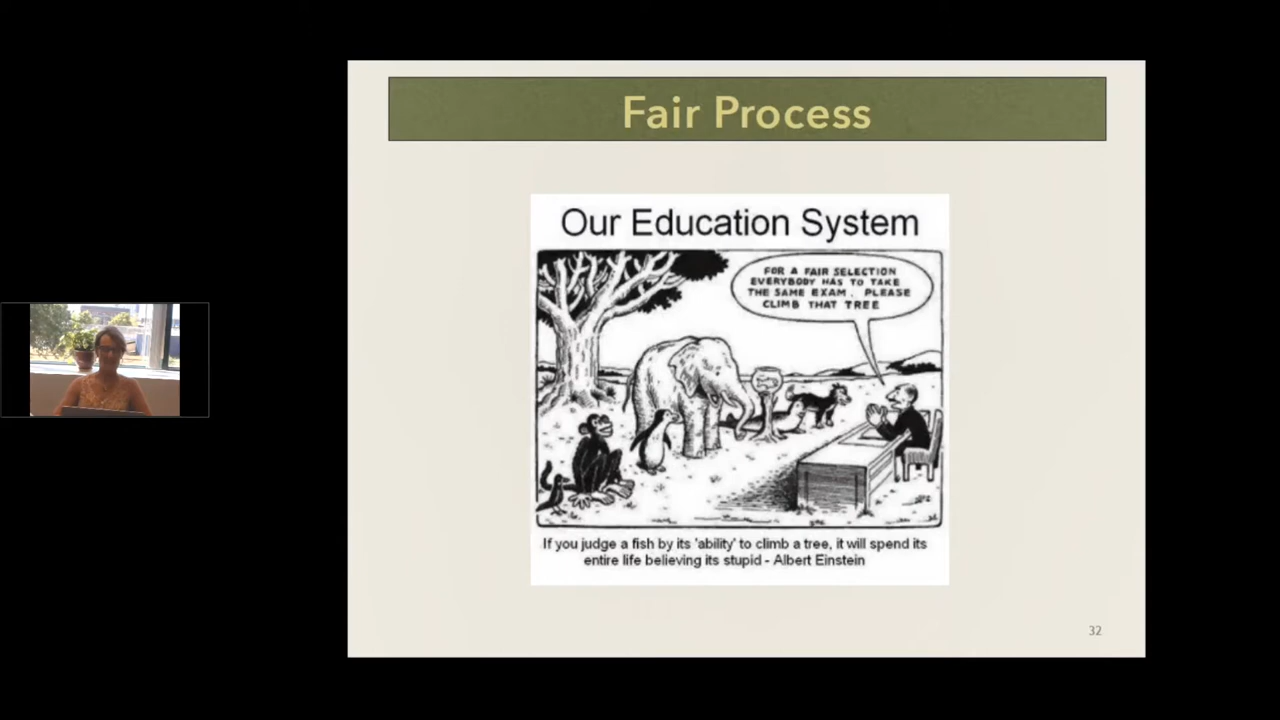 Fair Process
Our Education System
FOR A FAIR SELECTION
EVERYBODY HAS TO TAKE
THE SAME EXAM. PLEASE
CLIMB THAT TREE
If you judge a fish by its 'ability' to climb a tree, it will spend its
entire life believing its stupid - Albert Einstein
32